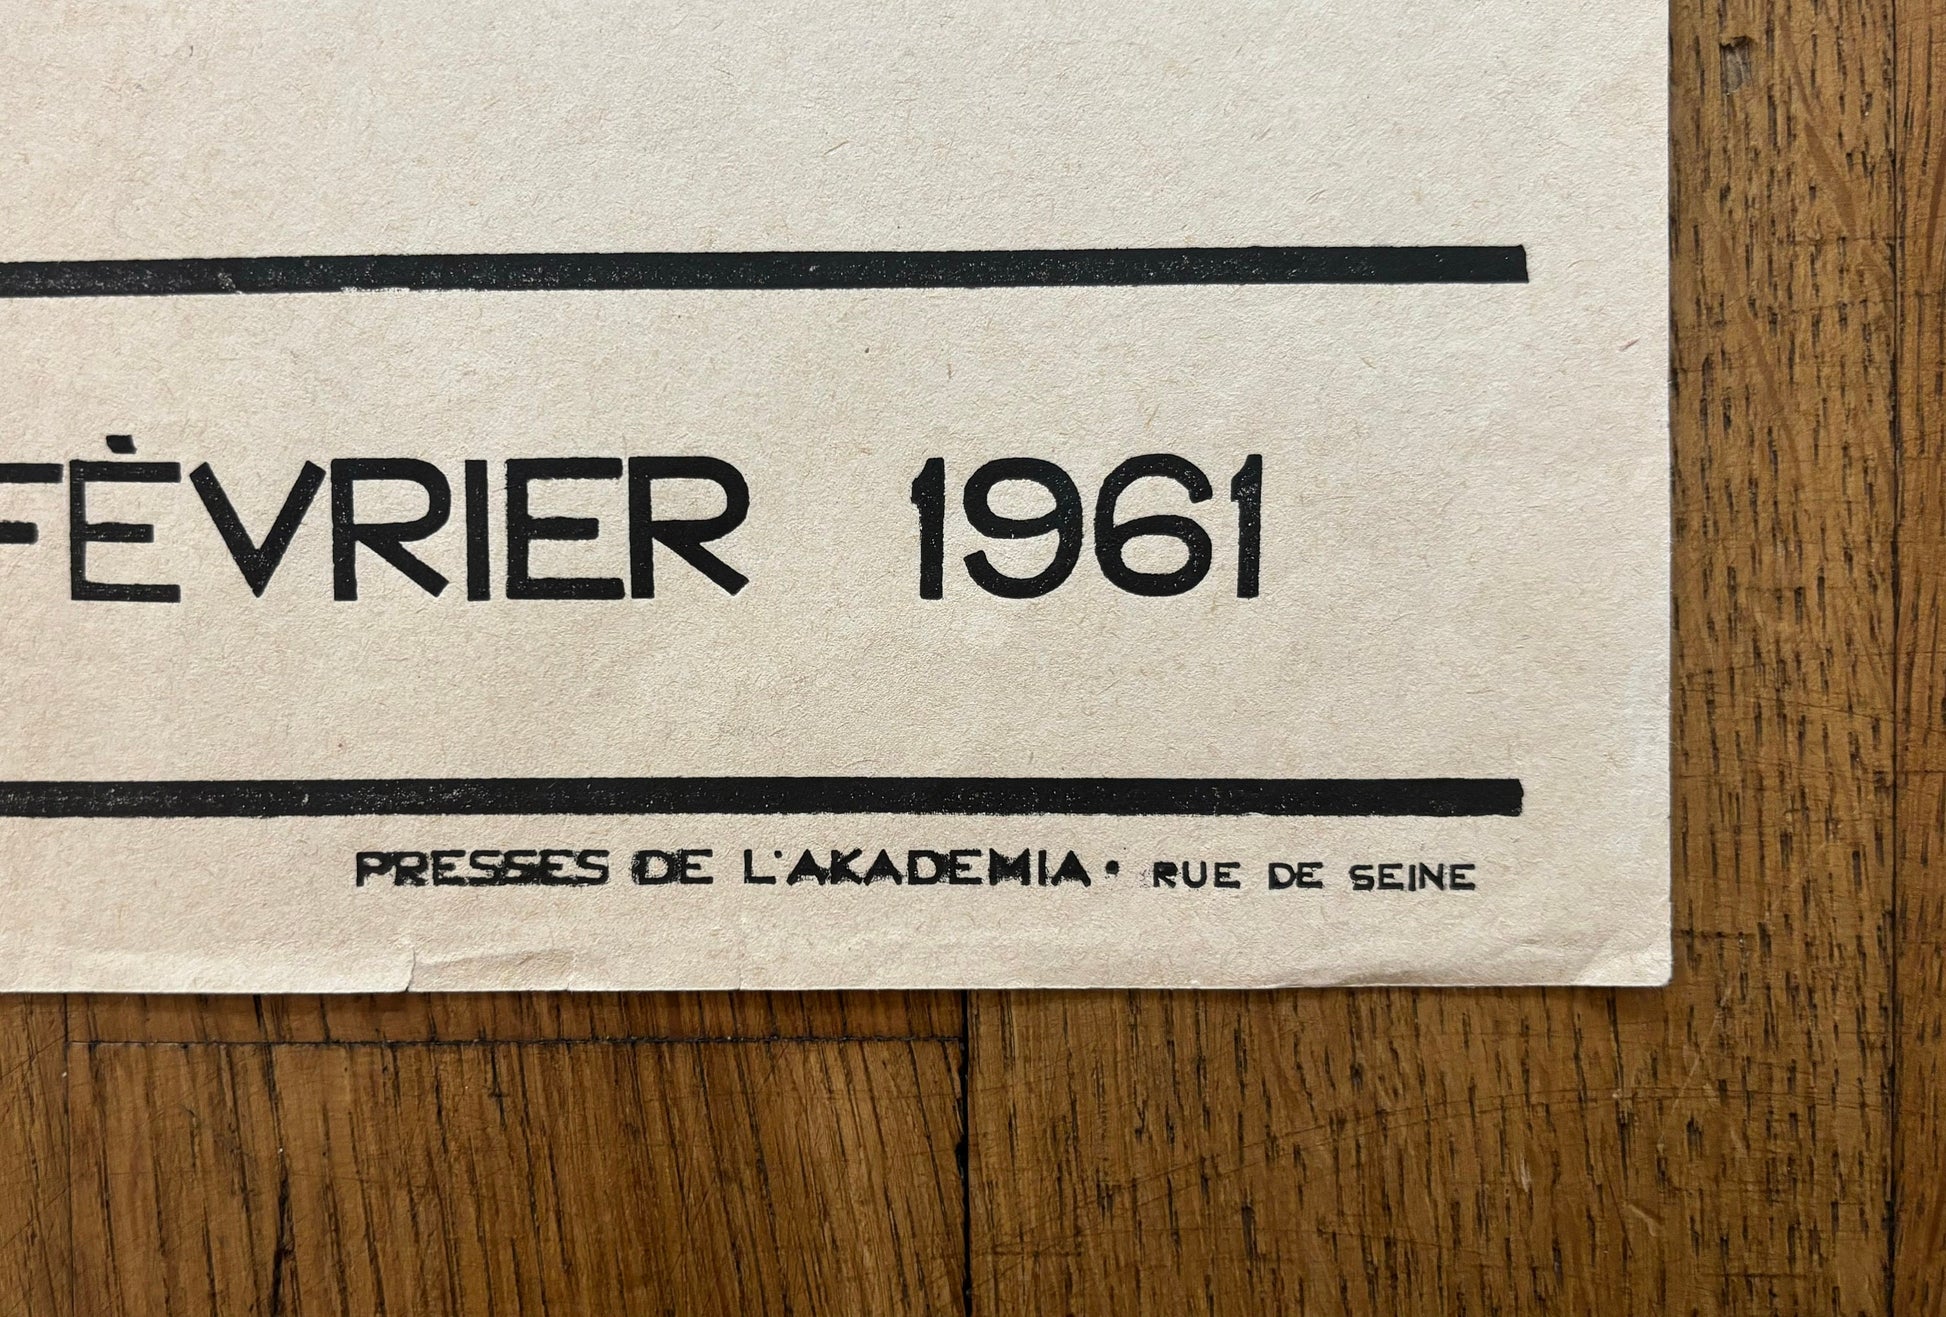 FÉVRIER 1961
PRESSES DE L'AKADEMIA • RUE DE SEINE